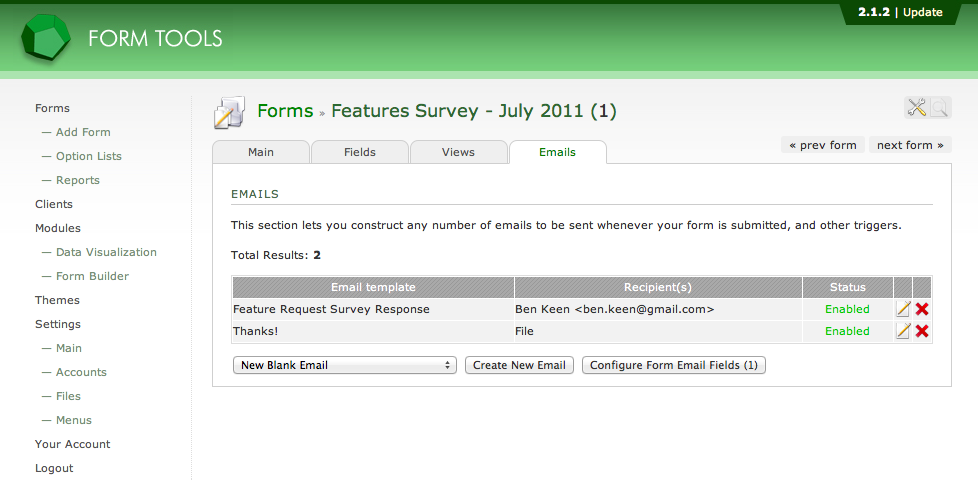 2.1.2 | Update
FORM TOOLS
Forms
— Add Form
— Option Lists
— Reports
Clients
Modules
— Data Visualization
— Form Builder
Themes
Settings
— Main
— Accounts
— Files
— Menus
Your Account
Logout
Forms » Features Survey - July 2011 (1)
« prev form next form »
Main Fields Views Emails
EMAILS
This section lets you construct any number of emails to be sent whenever your form is submitted, and other triggers.
Total Results: 2
Email template Recipient(s) Status
Feature Request Survey Response Ben Keen <ben.keen@gmail.com> Enabled
Thanks! File Enabled
New Blank Email Create New Email Configure Form Email Fields (1)